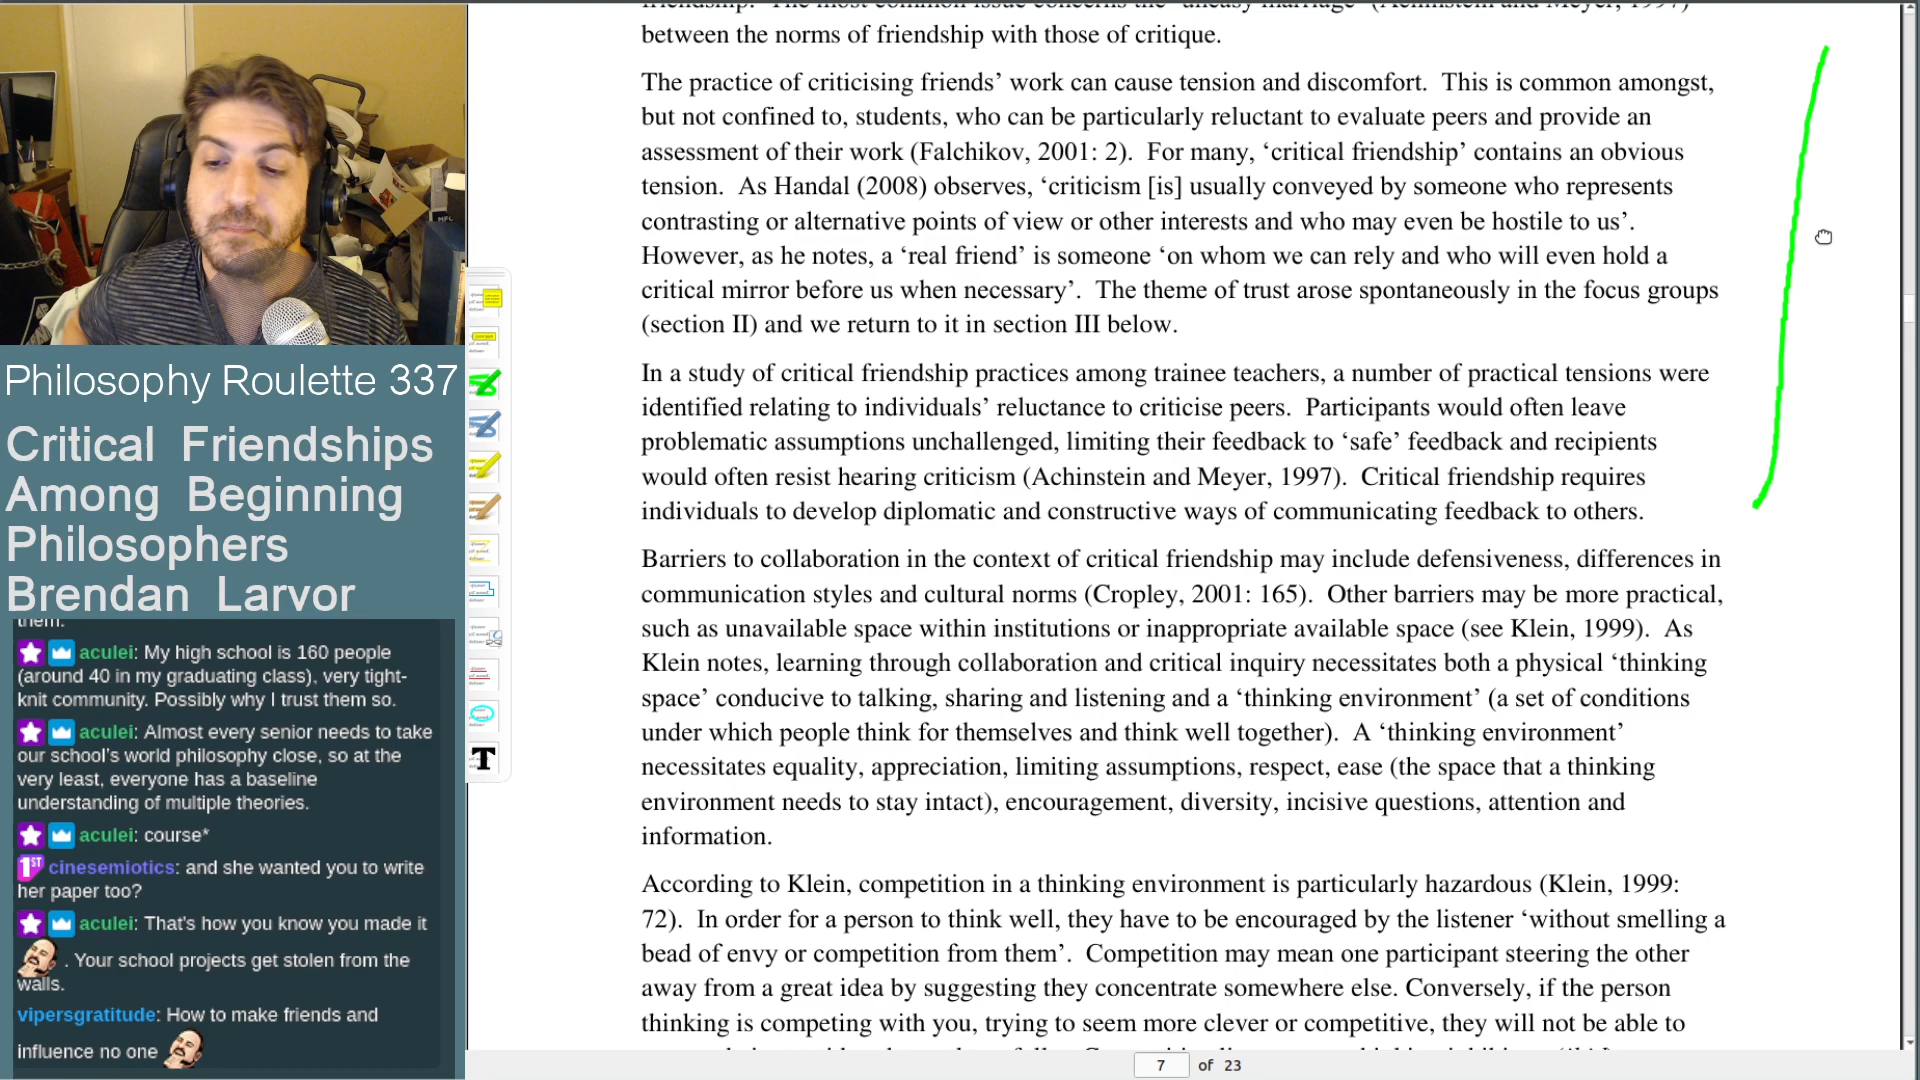 friendship. The most common issue concerns the 'uneasy marriage' (Achinstein and Meyer, 1997)
between the norms of friendship with those of critique.
The practice of criticising friends' work can cause tension and discomfort. This is common amongst,
but not confined to, students, who can be particularly reluctant to evaluate peers and provide an
assessment of their work (Falchikov, 2001: 2). For many, 'critical friendship' contains an obvious
tension. As Handal (2008) observes, 'criticism [is] usually conveyed by someone who represents
contrasting or alternative points of view or other interests and who may even be hostile to us'.
However, as he notes, a 'real friend' is someone 'on whom we can rely and who will even hold a
critical mirror before us when necessary'. The theme of trust arose spontaneously in the focus groups
(section II) and we return to it in section III below.
In a study of critical friendship practices among trainee teachers, a number of practical tensions were
identified relating to individuals' reluctance to criticise peers. Participants would often leave
problematic assumptions unchallenged, limiting their feedback to 'safe' feedback and recipients
would often resist hearing criticism (Achinstein and Meyer, 1997). Critical friendship requires
individuals to develop diplomatic and constructive ways of communicating feedback to others.
Barriers to collaboration in the context of critical friendship may include defensiveness, differences in
communication styles and cultural norms (Cropley, 2001: 165). Other barriers may be more practical,
such as unavailable space within institutions or inappropriate available space (see Klein, 1999). As
Klein notes, learning through collaboration and critical inquiry necessitates both a physical 'thinking
space' conducive to talking, sharing and listening and a 'thinking environment' (a set of conditions
under which people think for themselves and think well together). A 'thinking environment'
necessitates equality, appreciation, limiting assumptions, respect, ease (the space that a thinking
environment needs to stay intact), encouragement, diversity, incisive questions, attention and
information.
According to Klein, competition in a thinking environment is particularly hazardous (Klein, 1999:
72). In order for a person to think well, they have to be encouraged by the listener 'without smelling a
bead of envy or competition from them'. Competition may mean one participant steering the other
away from a great idea by suggesting they concentrate somewhere else. Conversely, if the person
thinking is competing with you, trying to seem more clever or competitive, they will not be able to
7 of 23
Philosophy Roulette 337
Critical Friendships
Among Beginning
Philosophers
Brendan Larvor
them.
aculei: My high school is 160 people
(around 40 in my graduating class), very tight-
knit community. Possibly why I trust them so.
aculei: Almost every senior needs to take
our school's world philosophy close, so at the
very least, everyone has a baseline
understanding of multiple theories.
aculei: course*
1ST cinesemiotics: and she wanted you to write
her paper too?
aculei: That's how you know you made it
. Your school projects get stolen from the
walls.
vipersgratitude: How to make friends and
influence no one
T